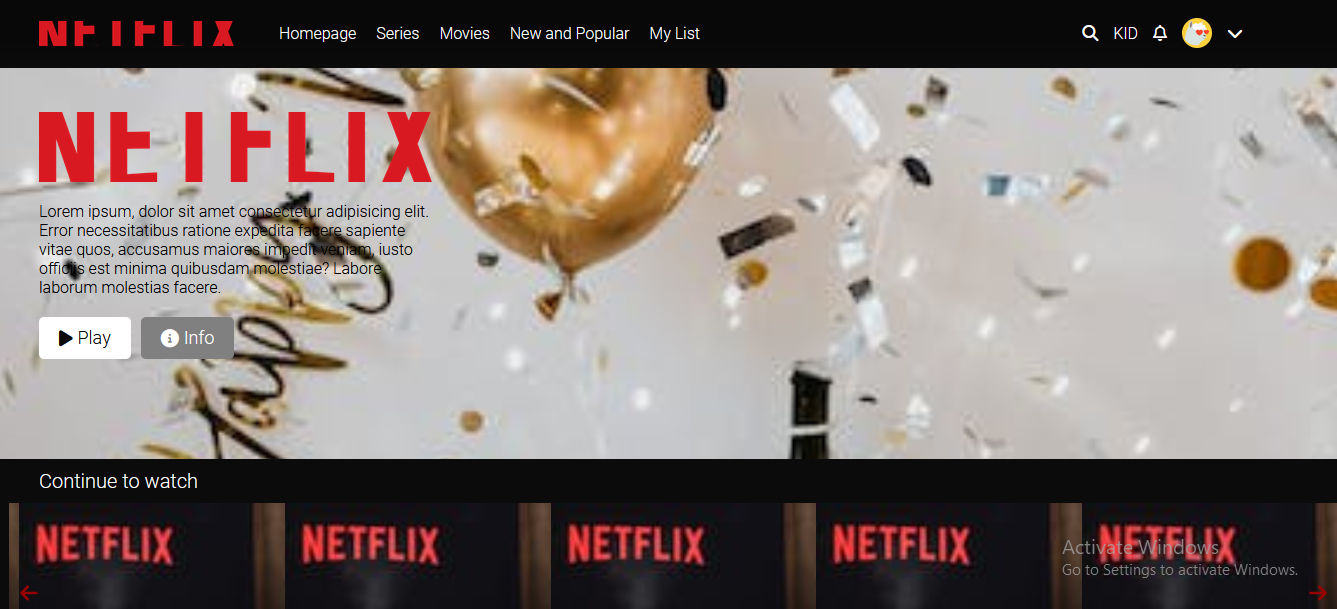 NETFLIX
Homepage Series Movies New and Popular My List
KID
NETFLIX
Lorem ipsum, dolor sit amet consectetur adipisicing elit.
Error necessitatibus ratione expedita facere sapiente
vitae quos, accusamus maiores impedit veniam, iusto
officiis est minima quibusdam molestiae? Labore
laborum molestias facere.
Play Info
Continue to watch
NETFLIX NETFLIX NETFLIX NETFLIX NETFLIX
Activate Windows
Go to Settings to activate Windows.